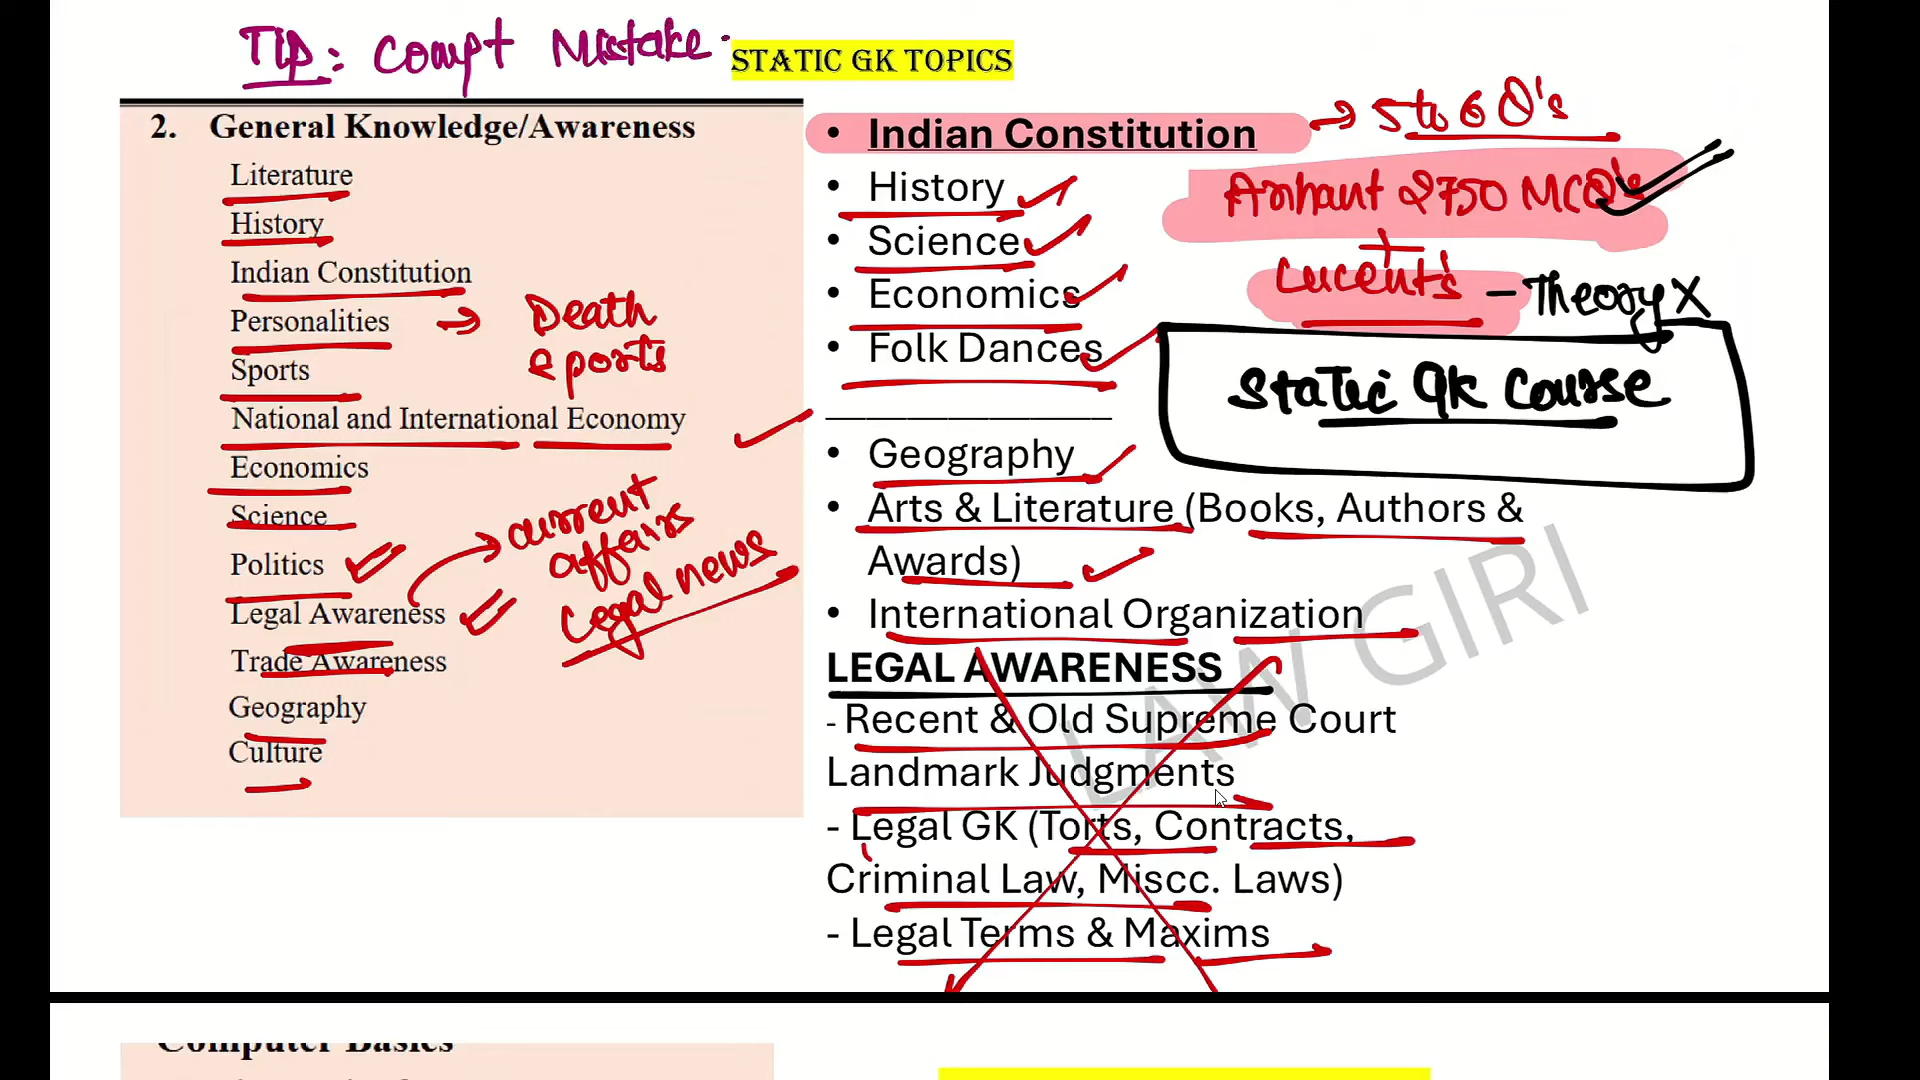 TIP: Compt Mistake.
STATIC GK TOPICS
2. General Knowledge/Awareness
Literature
History
Indian Constitution
Personalities
Sports
National and International Economy
Economics
Science
Politics
Legal Awareness
Trade Awareness
Geography
Culture
→ Death
Sports
current
affairs
Legal news
• Indian Constitution → 5 to 6 Q's
• History
• Science
• Economics
• Folk Dances
• Geography
• Arts & Literature (Books, Authors &
Awards)
• International Organization
LEGAL AWARENESS
- Recent & Old Supreme Court
Landmark Judgments
- Legal GK (Torts, Contracts,
Criminal Law, Miscc. Laws)
- Legal Terms & Maxims
Arihant 2750 MCQ's
+
Lucent's – Theory X
Static GK Course
LAW GIRI
Computer Basics